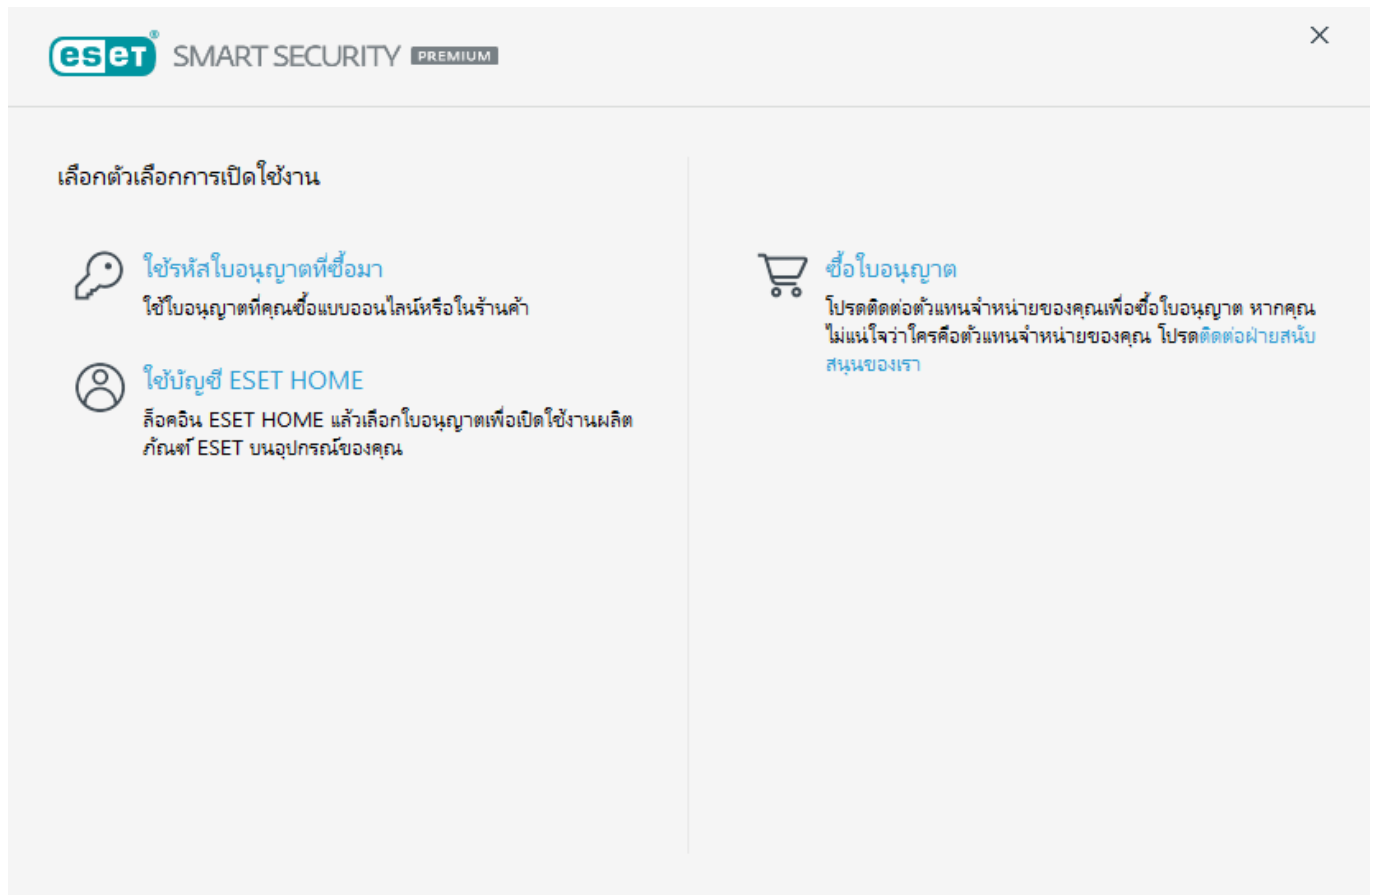 eset® SMART SECURITY PREMIUM
เลือกตัวเลือกการเปิดใช้งาน
ใช้รหัสใบอนุญาตที่ซื้อมา
ใช้ใบอนุญาตที่คุณซื้อแบบออนไลน์หรือในร้านค้า
ใช้บัญชี ESET HOME
ล็อคอิน ESET HOME แล้วเลือกใบอนุญาตเพื่อเปิดใช้งานผลิต
ภัณฑ์ ESET บนอุปกรณ์ของคุณ
ซื้อใบอนุญาต
โปรดติดต่อตัวแทนจำหน่ายของคุณเพื่อซื้อใบอนุญาต หากคุณ
ไม่แน่ใจว่าใครคือตัวแทนจำหน่ายของคุณ โปรดติดต่อฝ่ายสนับ
สนุนของเรา